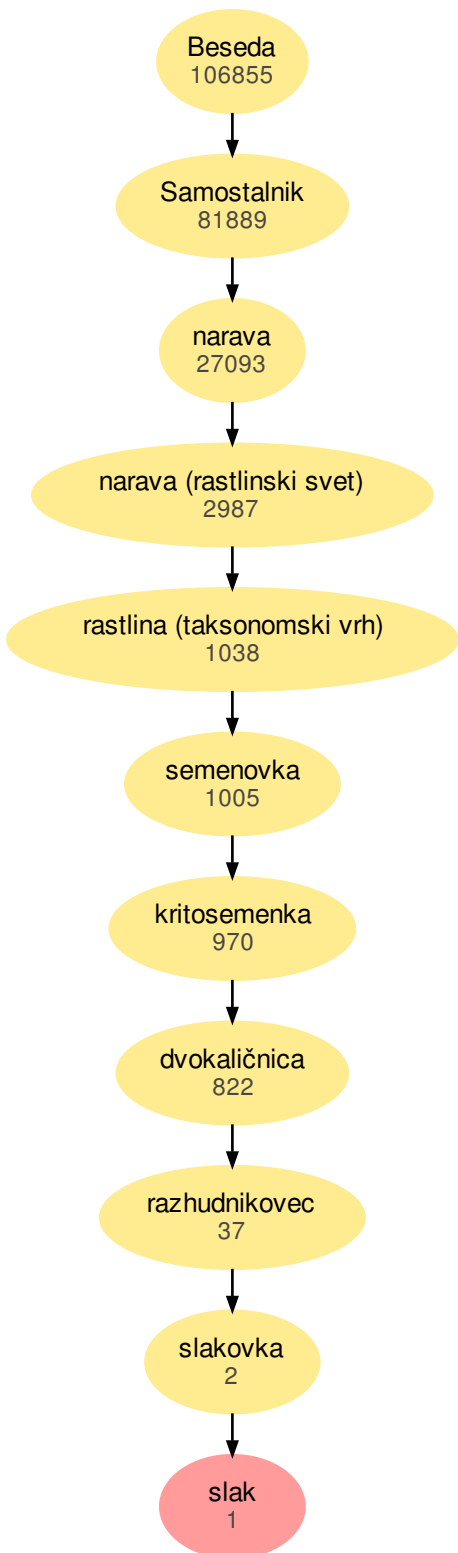 Beseda
106855
Samostalnik
81889
narava
27093
narava (rastlinski svet)
2987
rastlina (taksonomski vrh)
1038
semenovka
1005
kritosemenka
970
dvokaličnica
822
razhudnikovec
37
slakovka
2
slak
1